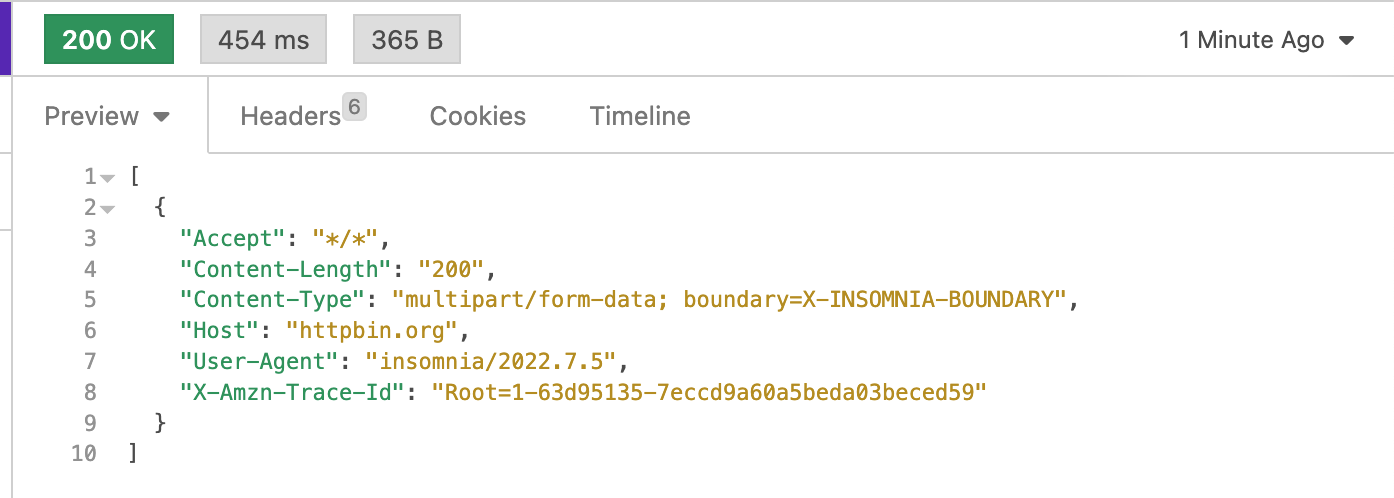 200 OK 454 ms 365 B 1 Minute Ago
Preview Headers 6 Cookies Timeline
1 [
2 {
3 "Accept": "*/*",
4 "Content-Length": "200",
5 "Content-Type": "multipart/form-data; boundary=X-INSOMNIA-BOUNDARY",
6 "Host": "httpbin.org",
7 "User-Agent": "insomnia/2022.7.5",
8 "X-Amzn-Trace-Id": "Root=1-63d95135-7eccd9a60a5beda03beced59"
9 }
10 ]